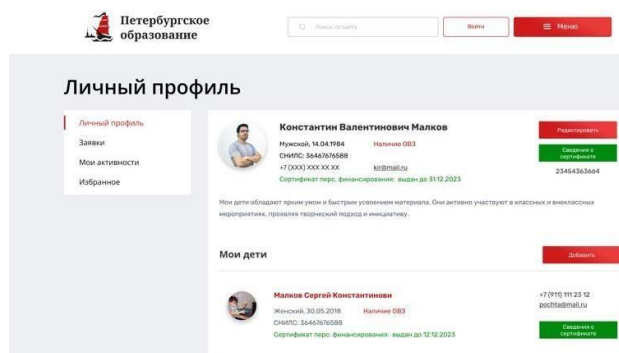 Петербургское
образование
Поиск по сайту
Войти
Меню
Личный профиль
Личный профиль
Заявки
Мои активности
Избранное
Константин Валентинович Малков
Мужской, 14.04.1984 Наличие ОВЗ
СНИЛС: 36467676588
+7 (XXX) XXX XX XX kir@mail.ru
Сертификат перс. финансирования: выдан до 31.12.2023
Редактировать
Сведения о
сертификате
23454363664
Мои дети обладают ярким умом и быстрым усвоением материала. Они активно участвуют в классных и внеклассных
мероприятиях, проявляя творческий подход и инициативу.
Мои дети
Добавить
Малков Сергей Константинови
Женский, 30.05.2018 Наличие ОВЗ
СНИЛС: 36467676588
Сертификат перс. финансирования: выдан до 12.12.2023
+7 (911) 111 23 12
pochta@mail.ru
Сведения о
сертификате